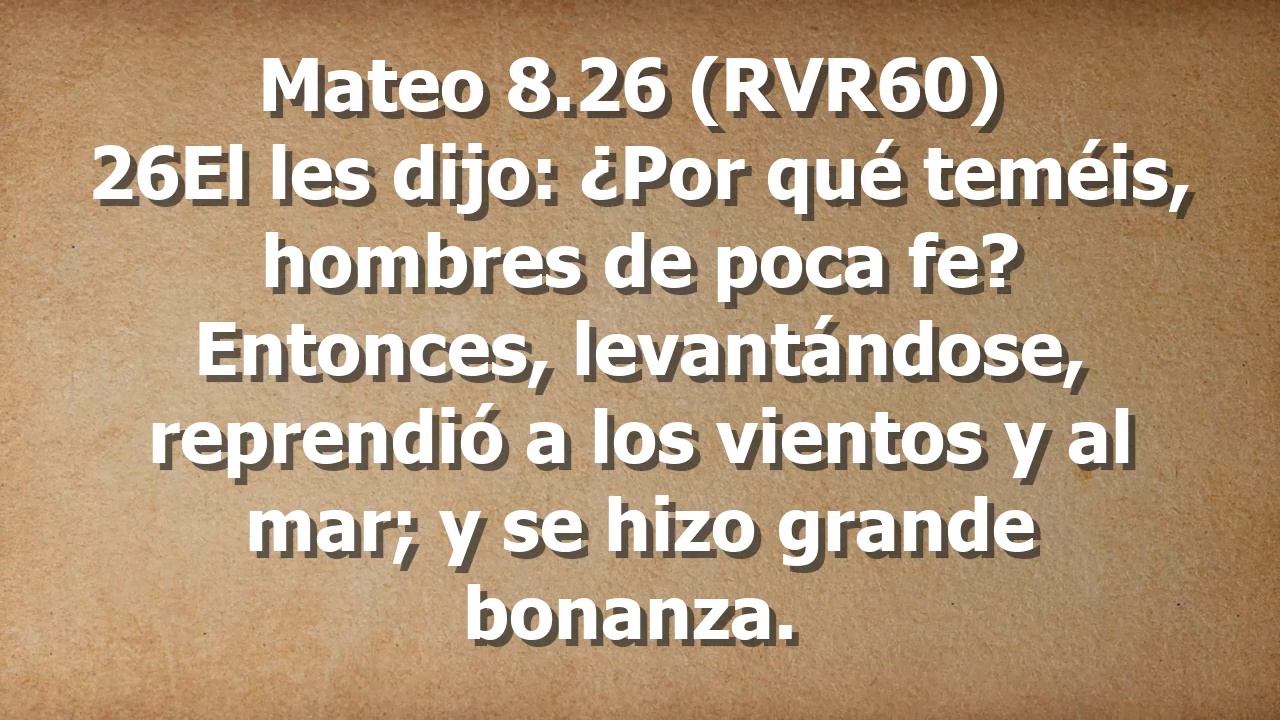 Mateo 8.26 (RVR60)
26El les dijo: ¿Por qué teméis,
hombres de poca fe?
Entonces, levantándose,
reprendió a los vientos y al
mar; y se hizo grande
bonanza.